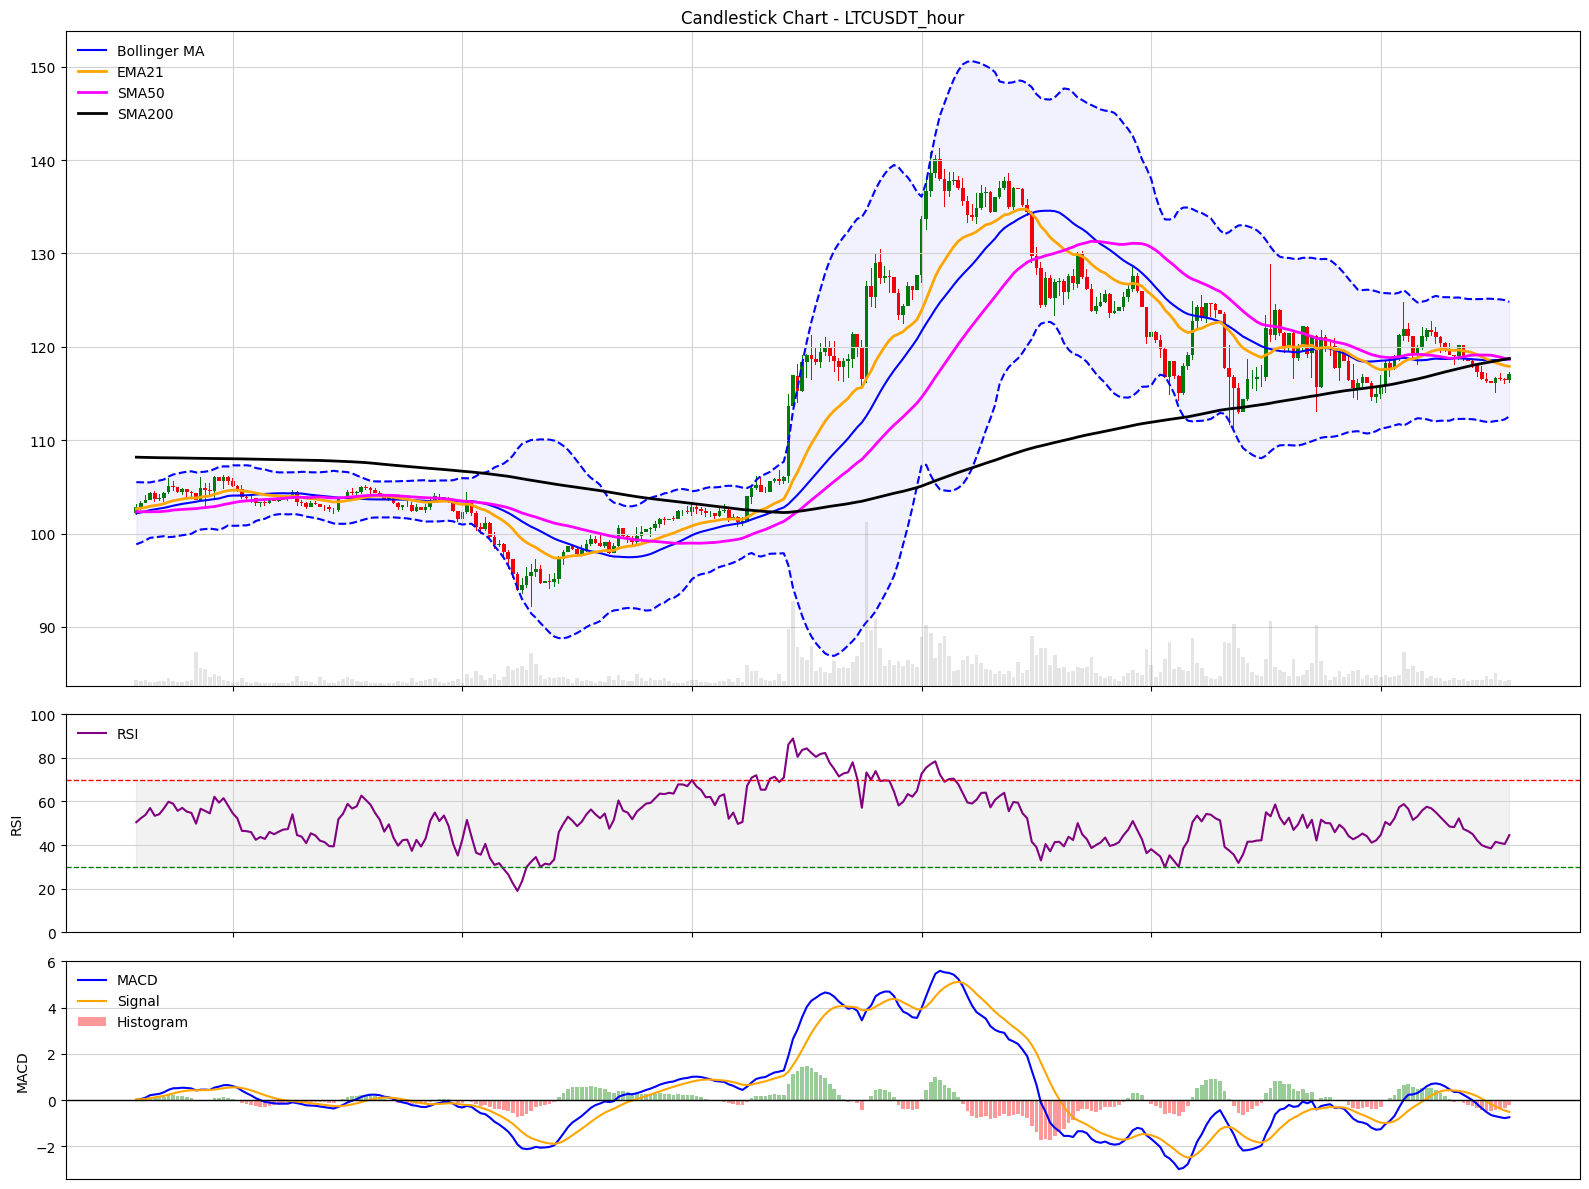 Candlestick Chart - LTCUSDT_hour
Bollinger MA
EMA21
SMA50
SMA200
150
140
130
120
110
100
90
RSI
100
80
60
40
20
0
RSI
MACD
Signal
Histogram
6
4
2
0
−2
MACD